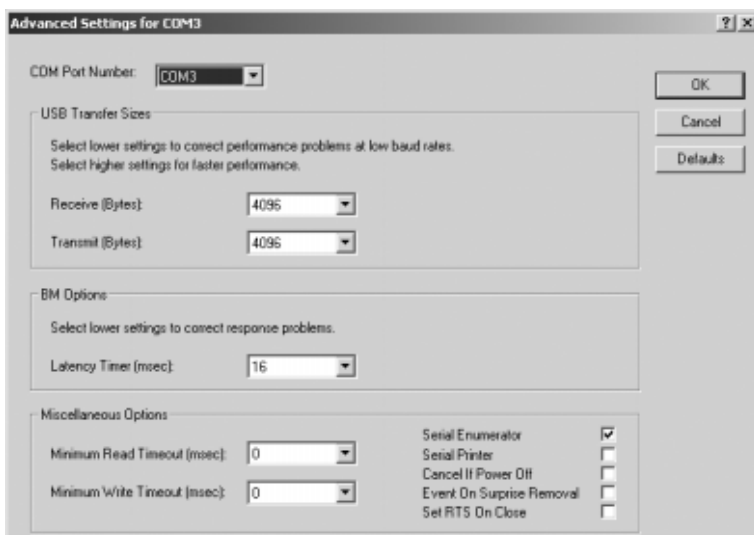 Advanced Settings for COM3
COM Port Number: COM3
OK
Cancel
Defaults
USB Transfer Sizes
Select lower settings to correct performance problems at low baud rates.
Select higher settings for faster performance.
Receive (Bytes): 4096
Transmit (Bytes): 4096
BM Options
Select lower settings to correct response problems.
Latency Timer (msec): 16
Miscellaneous Options
Minimum Read Timeout (msec): 0
Minimum Write Timeout (msec): 0
Serial Enumerator
Serial Printer
Cancel If Power Off
Event On Surprise Removal
Set RTS On Close